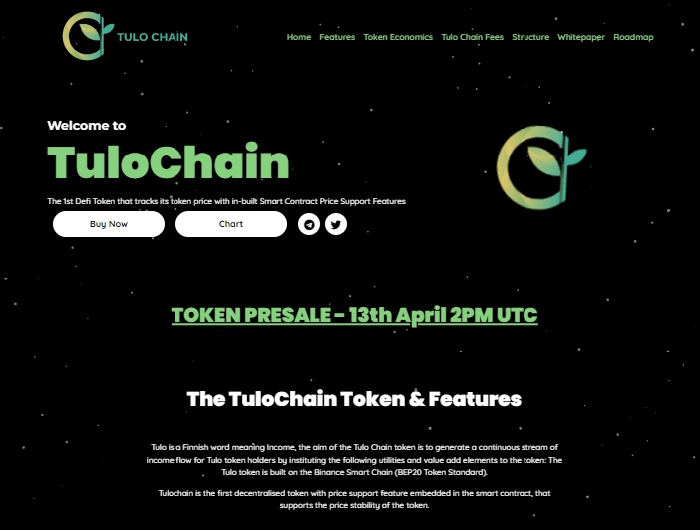 TULO CHAIN
Home Features Token Economics Tulo Chain Fees Structure Whitepaper Roadmap
Welcome to
TuloChain
The 1st Defi Token that tracks its token price with in-built Smart Contract Price Support Features
Buy Now Chart
TOKEN PRESALE - 13th April 2PM UTC
The TuloChain Token & Features
Tulo is a Finnish word meaning Income, the aim of the Tulo Chain token is to generate a continuous stream of
income flow for Tulo token holders by instituting the following utilities and value add elements to the token: The
Tulo token is built on the Binance Smart Chain (BEP20 Token Standard).
Tulochain is the first decentralised token with price support feature embedded in the smart contract, that
supports the price stability of the token.